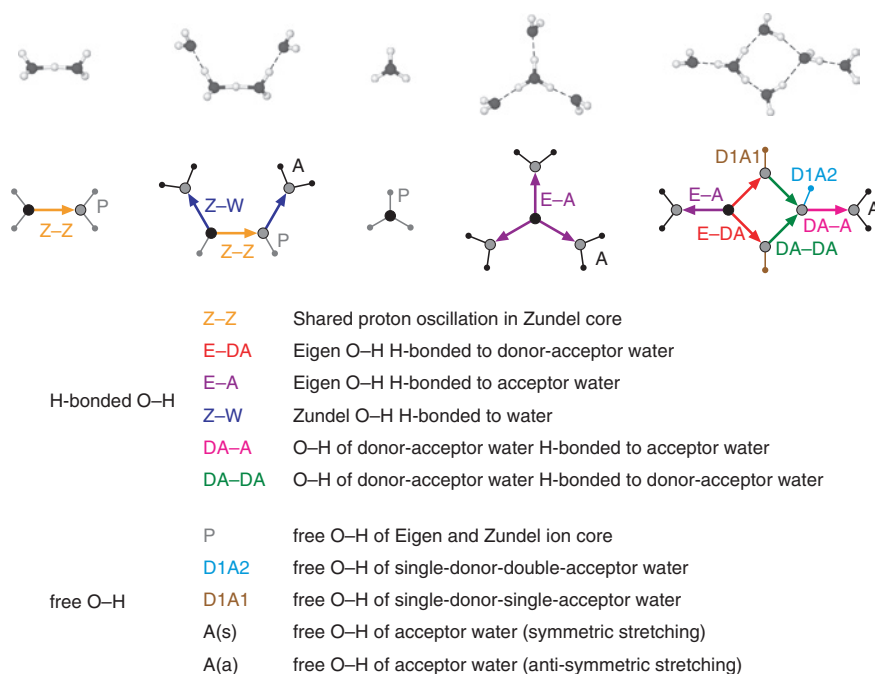 D1A1
A
D1A2
P
Z–W
P
E–A
E–A
A
Z–Z
Z–Z
P
E–DA
DA–A
A
DA–DA
Z–Z Shared proton oscillation in Zundel core
E–DA Eigen O–H H-bonded to donor-acceptor water
E–A Eigen O–H H-bonded to acceptor water
H-bonded O–H
Z–W Zundel O–H H-bonded to water
DA–A O–H of donor-acceptor water H-bonded to acceptor water
DA–DA O–H of donor-acceptor water H-bonded to donor-acceptor water
P free O–H of Eigen and Zundel ion core
D1A2 free O–H of single-donor-double-acceptor water
free O–H
D1A1 free O–H of single-donor-single-acceptor water
A(s) free O–H of acceptor water (symmetric stretching)
A(a) free O–H of acceptor water (anti-symmetric stretching)